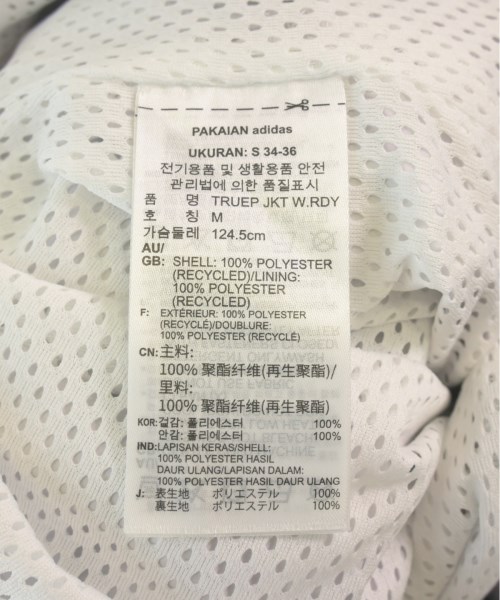 PAKAIAN adidas
UKURAN: S 34-36
전기용품 및 생활용품 안전
관리법에 의한 품질표시
품 명 TRUEP JKT W.RDY
호 칭 M
가슴둘레 124.5cm
AU/
GB: SHELL: 100% POLYESTER
(RECYCLED)/LINING:
100% POLYESTER
(RECYCLED)
F: EXTÉRIEUR: 100% POLYESTER
(RECYCLÉ)/DOUBLURE:
100% POLYESTER (RECYCLÉ)
CN: 主料:
100% 聚酯纤维(再生聚酯)/
里料:
100% 聚酯纤维(再生聚酯)
KOR: 겉감: 폴리에스터 100%
안감: 폴리에스터 100%
IND: LAPISAN KERAS/SHELL:
100% POLYESTER HASIL
DAUR ULANG/LAPISAN DALAM:
100% POLYESTER HASIL DAUR ULANG
J: 表生地 ポリエステル 100%
裏生地 ポリエステル 100%